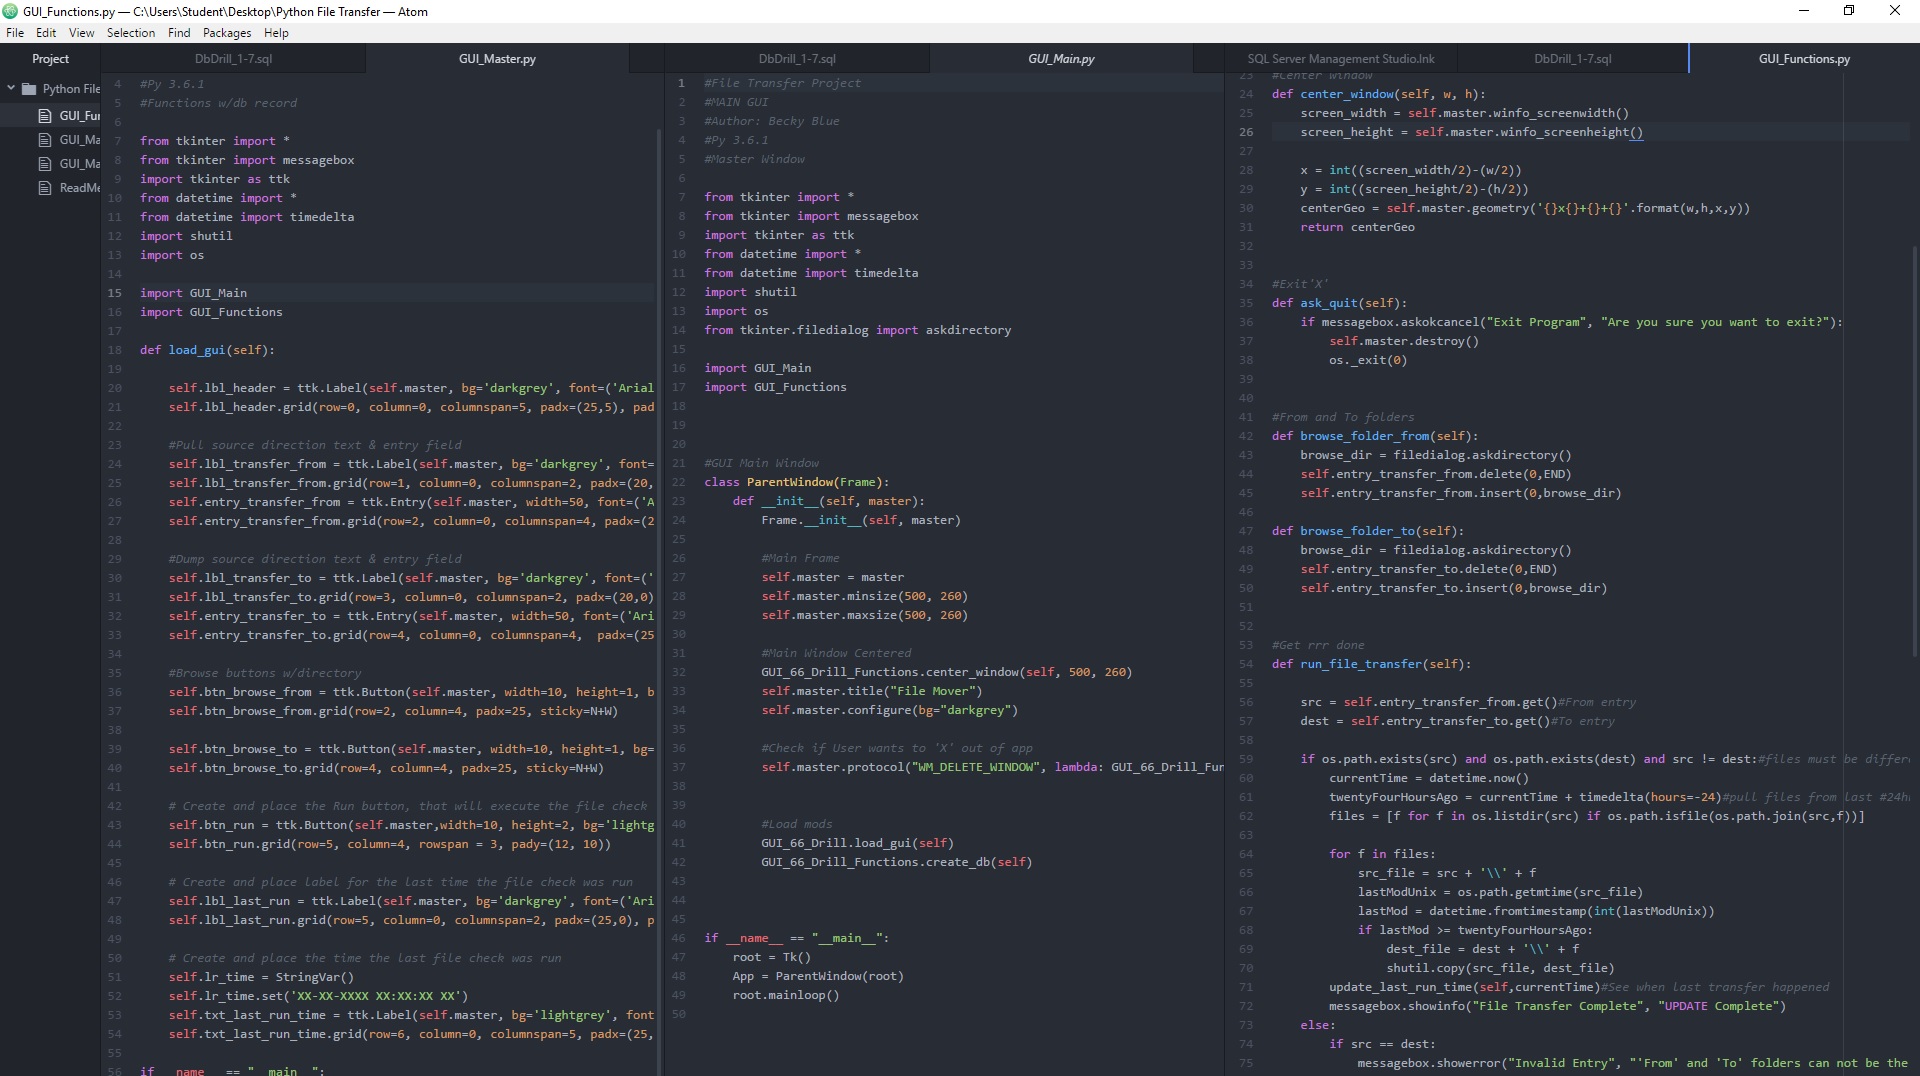 GUI_Functions.py — C:\Users\Student\Desktop\Python File Transfer — Atom
File Edit View Selection Find Packages Help
Project
Python File
GUI_Fu
GUI_Ma
GUI_Ma
ReadMe
DbDrill_1-7.sql GUI_Master.py
4 #Py 3.6.1
5 #Functions w/db record
6
7 from tkinter import *
8 from tkinter import messagebox
9 import tkinter as ttk
10 from datetime import *
11 from datetime import timedelta
12 import shutil
13 import os
14
15 import GUI_Main
16 import GUI_Functions
17
18 def load_gui(self):
19
20 self.lbl_header = ttk.Label(self.master, bg='darkgrey', font=('Arial
21 self.lbl_header.grid(row=0, column=0, columnspan=5, padx=(25,5), pad
22
23 #Pull source direction text & entry field
24 self.lbl_transfer_from = ttk.Label(self.master, bg='darkgrey', font=
25 self.lbl_transfer_from.grid(row=1, column=0, columnspan=2, padx=(20,
26 self.entry_transfer_from = ttk.Entry(self.master, width=50, font=('A
27 self.entry_transfer_from.grid(row=2, column=0, columnspan=4, padx=(2
28
29 #Dump source direction text & entry field
30 self.lbl_transfer_to = ttk.Label(self.master, bg='darkgrey', font=('
31 self.lbl_transfer_to.grid(row=3, column=0, columnspan=2, padx=(20,0)
32 self.entry_transfer_to = ttk.Entry(self.master, width=50, font=('Ari
33 self.entry_transfer_to.grid(row=4, column=0, columnspan=4,  padx=(25
34
35 #Browse buttons w/directory
36 self.btn_browse_from = ttk.Button(self.master, width=10, height=1, b
37 self.btn_browse_from.grid(row=2, column=4, padx=25, sticky=N+W)
38
39 self.btn_browse_to = ttk.Button(self.master, width=10, height=1, bg=
40 self.btn_browse_to.grid(row=4, column=4, padx=25, sticky=N+W)
41
42 # Create and place the Run button, that will execute the file check
43 self.btn_run = ttk.Button(self.master,width=10, height=2, bg='lightg
44 self.btn_run.grid(row=5, column=4, rowspan = 3, pady=(12, 10))
45
46 # Create and place label for the last time the file check was run
47 self.lbl_last_run = ttk.Label(self.master, bg='darkgrey', font=('Ari
48 self.lbl_last_run.grid(row=5, column=0, columnspan=2, padx=(25,0), p
49
50 # Create and place the time the last file check was run
51 self.lr_time = StringVar()
52 self.lr_time.set('XX-XX-XXXX XX:XX:XX XX')
53 self.txt_last_run_time = ttk.Label(self.master, bg='lightgrey', font
54 self.txt_last_run_time.grid(row=6, column=0, columnspan=5, padx=(25,
55
56 if __name__ == "__main__":
DbDrill_1-7.sql GUI_Main.py
1 #File Transfer Project
2 #MAIN GUI
3 #Author: Becky Blue
4 #Py 3.6.1
5 #Master Window
6
7 from tkinter import *
8 from tkinter import messagebox
9 import tkinter as ttk
10 from datetime import *
11 from datetime import timedelta
12 import shutil
13 import os
14 from tkinter.filedialog import askdirectory
15
16 import GUI_Main
17 import GUI_Functions
18
19
20
21 #GUI Main Window
22 class ParentWindow(Frame):
23 def __init__(self, master):
24 Frame.__init__(self, master)
25
26 #Main Frame
27 self.master = master
28 self.master.minsize(500, 260)
29 self.master.maxsize(500, 260)
30
31 #Main Window Centered
32 GUI_66_Drill_Functions.center_window(self, 500, 260)
33 self.master.title("File Mover")
34 self.master.configure(bg="darkgrey")
35
36 #Check if User wants to 'X' out of app
37 self.master.protocol("WM_DELETE_WINDOW", lambda: GUI_66_Drill_Fun
38
39
40 #Load mods
41 GUI_66_Drill.load_gui(self)
42 GUI_66_Drill_Functions.create_db(self)
43
44
45
46 if __name__ == "__main__":
47 root = Tk()
48 App = ParentWindow(root)
49 root.mainloop()
50
SQL Server Management Studio.lnk DbDrill_1-7.sql GUI_Functions.py
23 #Center window
24 def center_window(self, w, h):
25 screen_width = self.master.winfo_screenwidth()
26 screen_height = self.master.winfo_screenheight()
27
28 x = int((screen_width/2)-(w/2))
29 y = int((screen_height/2)-(h/2))
30 centerGeo = self.master.geometry('{}x{}+{}+{}'.format(w,h,x,y))
31 return centerGeo
32
33
34 #Exit'X'
35 def ask_quit(self):
36 if messagebox.askokcancel("Exit Program", "Are you sure you want to exit?"):
37 self.master.destroy()
38 os._exit(0)
39
40
41 #From and To folders
42 def browse_folder_from(self):
43 browse_dir = filedialog.askdirectory()
44 self.entry_transfer_from.delete(0,END)
45 self.entry_transfer_from.insert(0,browse_dir)
46
47 def browse_folder_to(self):
48 browse_dir = filedialog.askdirectory()
49 self.entry_transfer_to.delete(0,END)
50 self.entry_transfer_to.insert(0,browse_dir)
51
52
53 #Get rrr done
54 def run_file_transfer(self):
55
56 src = self.entry_transfer_from.get()#From entry
57 dest = self.entry_transfer_to.get()#To entry
58
59 if os.path.exists(src) and os.path.exists(dest) and src != dest:#files must be differ
60 currentTime = datetime.now()
61 twentyFourHoursAgo = currentTime + timedelta(hours=-24)#pull files from last #24h
62 files = [f for f in os.listdir(src) if os.path.isfile(os.path.join(src,f))]
63
64 for f in files:
65 src_file = src + '\\' + f
66 lastModUnix = os.path.getmtime(src_file)
67 lastMod = datetime.fromtimestamp(int(lastModUnix))
68 if lastMod >= twentyFourHoursAgo:
69 dest_file = dest + '\\' + f
70 shutil.copy(src_file, dest_file)
71 update_last_run_time(self,currentTime)#See when last transfer happened
72 messagebox.showinfo("File Transfer Complete", "UPDATE Complete")
73 else:
74 if src == dest:
75 messagebox.showerror("Invalid Entry", "'From' and 'To' folders can not be the